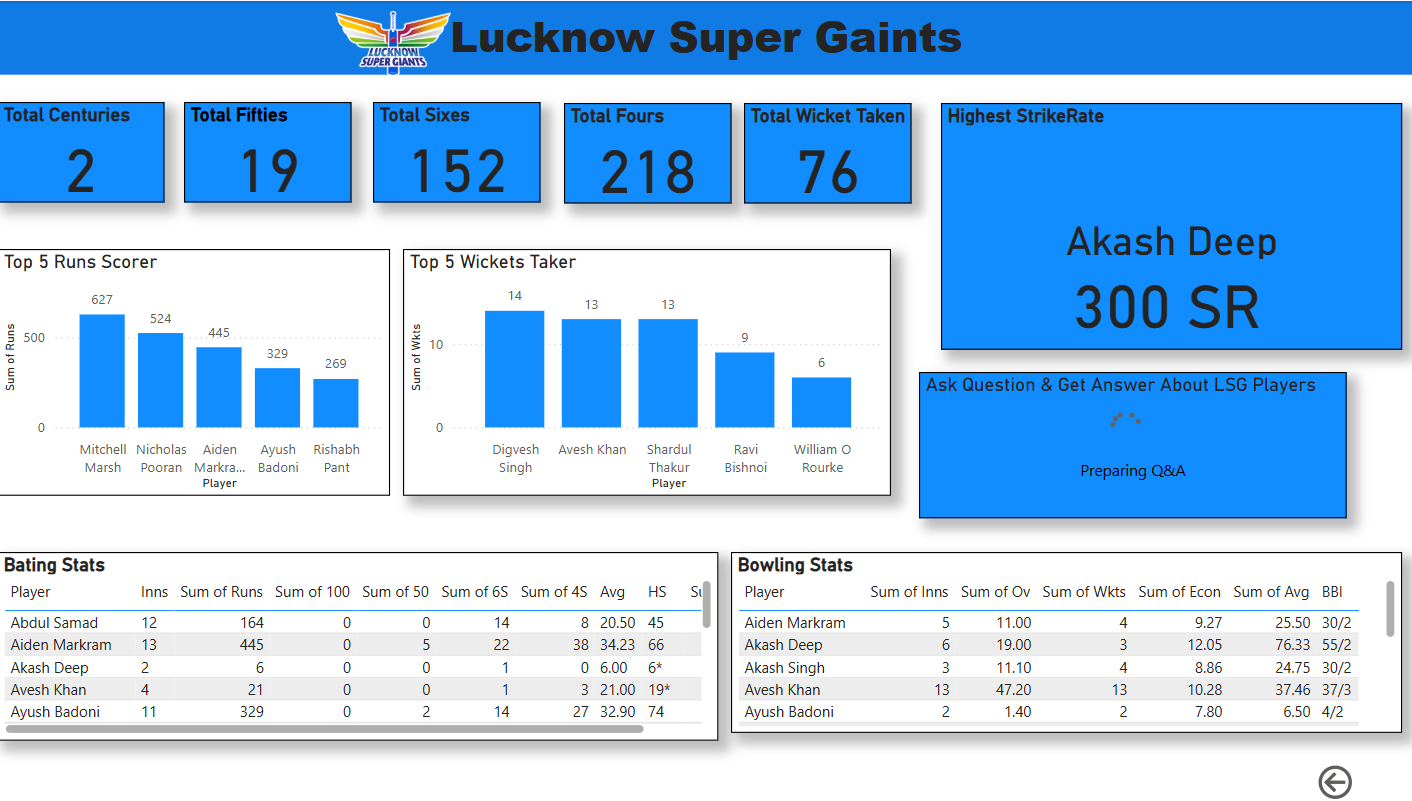 LUCKNOW
SUPER GIANTS
Lucknow Super Gaints
Total Centuries
2
Total Fifties
19
Total Sixes
152
Total Fours
218
Total Wicket Taken
76
Highest StrikeRate
Akash Deep
300 SR
Top 5 Runs Scorer
Sum of Runs
500
0
627
524
445
329
269
Mitchell Marsh
Nicholas Pooran
Aiden Markra...
Ayush Badoni
Rishabh Pant
Player
Top 5 Wickets Taker
Sum of Wkts
10
0
14
13
13
9
6
Digvesh Singh
Avesh Khan
Shardul Thakur
Ravi Bishnoi
William O Rourke
Player
Ask Question & Get Answer About LSG Players
Preparing Q&A
Bating Stats
Player Inns Sum of Runs Sum of 100 Sum of 50 Sum of 6S Sum of 4S Avg HS Su
Abdul Samad 12 164 0 0 14 8 20.50 45
Aiden Markram 13 445 0 5 22 38 34.23 66
Akash Deep 2 6 0 0 1 0 6.00 6*
Avesh Khan 4 21 0 0 1 3 21.00 19*
Ayush Badoni 11 329 0 2 14 27 32.90 74
Bowling Stats
Player Sum of Inns Sum of Ov Sum of Wkts Sum of Econ Sum of Avg BBI
Aiden Markram 5 11.00 4 9.27 25.50 30/2
Akash Deep 6 19.00 3 12.05 76.33 55/2
Akash Singh 3 11.10 4 8.86 24.75 30/2
Avesh Khan 13 47.20 13 10.28 37.46 37/3
Ayush Badoni 2 1.40 2 7.80 6.50 4/2